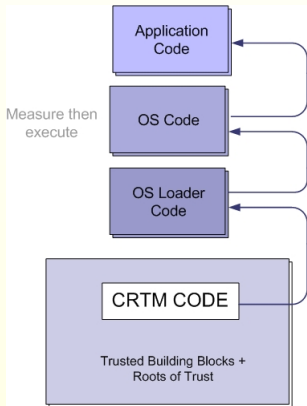 Application
Code
Measure then
execute
OS Code
OS Loader
Code
CRTM CODE
Trusted Building Blocks +
Roots of Trust